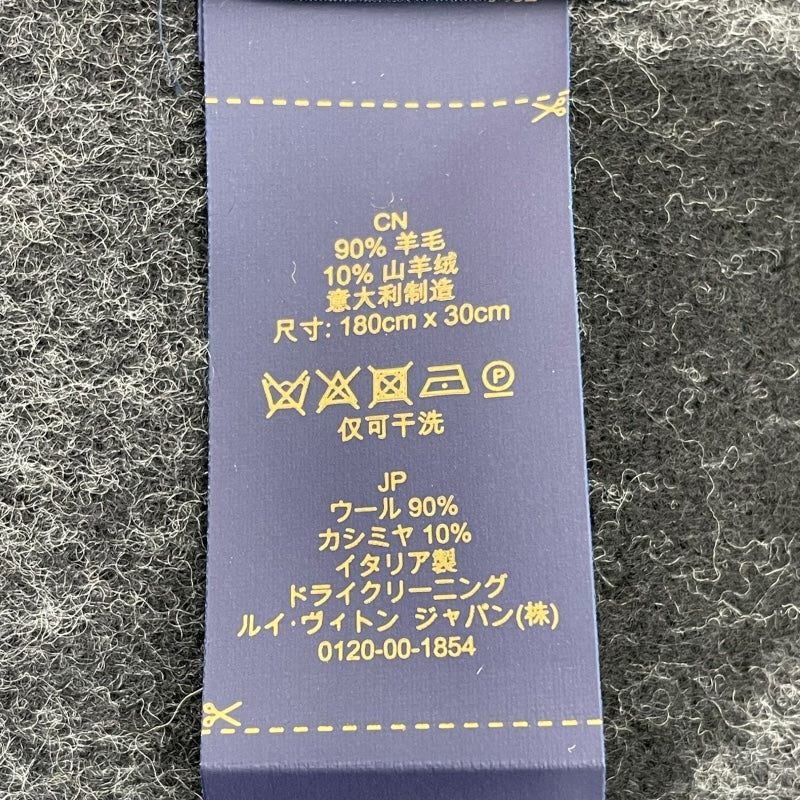 CN
90% 羊毛
10% 山羊绒
意大利制造
尺寸: 180cm x 30cm
P
仅可干洗
JP
ウール 90%
カシミヤ 10%
イタリア製
ドライクリーニング
ルイ·ヴィトン ジャパン(株)
0120-00-1854